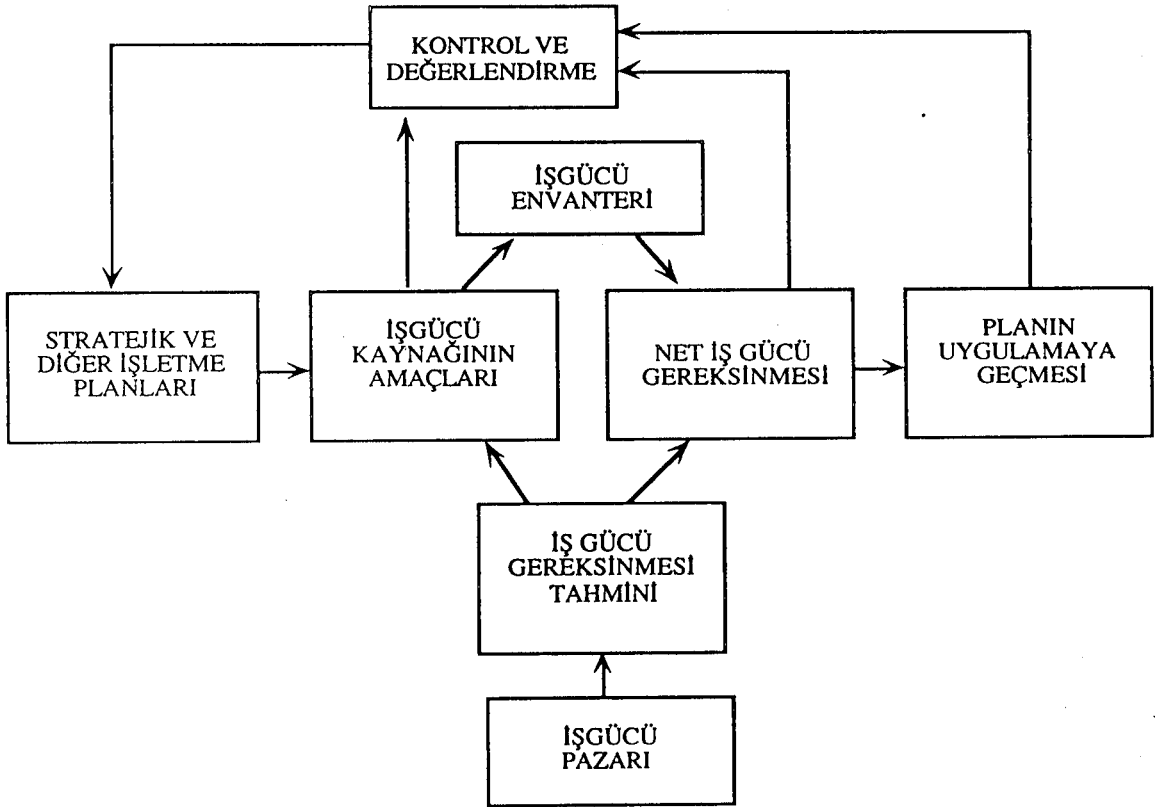 KONTROL VE
DEĞERLENDİRME
İŞGÜCÜ
ENVANTERİ
STRATEJİK VE
DİĞER İŞLETME
PLANLARI
İŞGÜCÜ
KAYNAĞININ
AMAÇLARI
NET İŞ GÜCÜ
GEREKSİNMESİ
PLANIN
UYGULAMAYA
GEÇMESİ
İŞ GÜCÜ
GEREKSİNMESİ
TAHMİNİ
İŞGÜCÜ
PAZARI